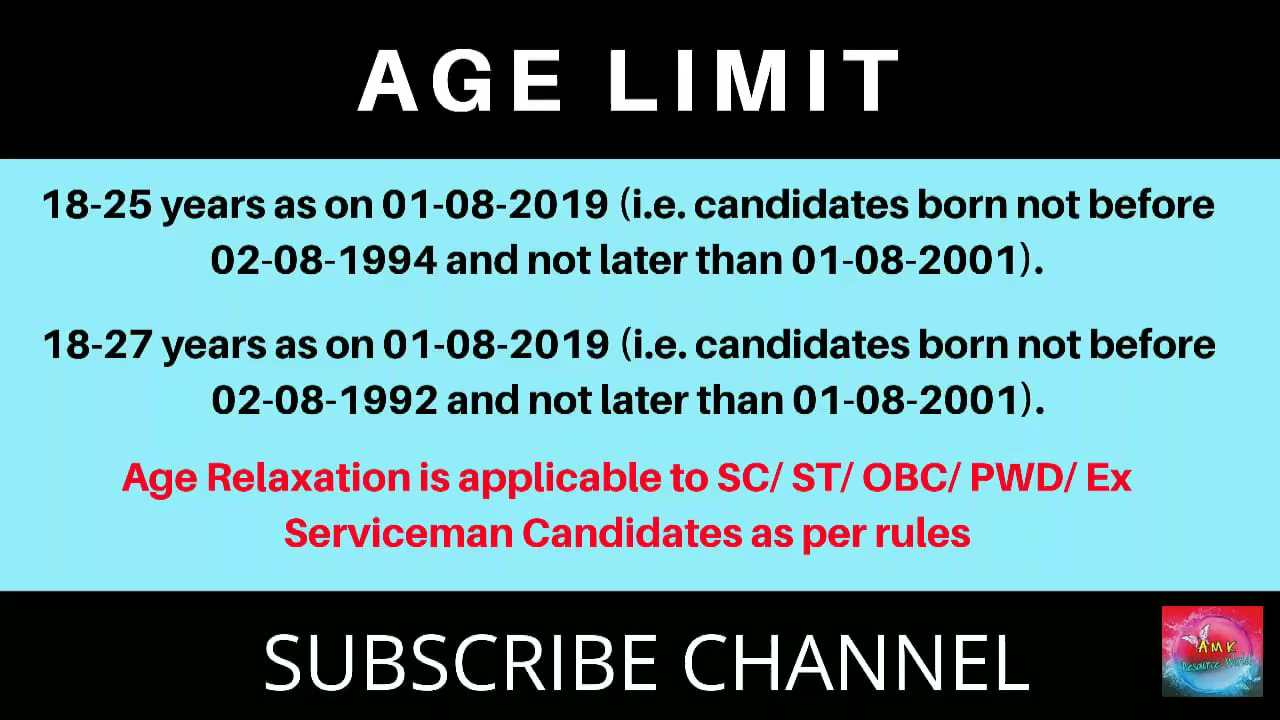 AGE LIMIT
18-25 years as on 01-08-2019 (i.e. candidates born not before
02-08-1994 and not later than 01-08-2001).
18-27 years as on 01-08-2019 (i.e. candidates born not before
02-08-1992 and not later than 01-08-2001).
Age Relaxation is applicable to SC/ ST/ OBC/ PWD/ Ex
Serviceman Candidates as per rules
SUBSCRIBE CHANNEL
AMK
Resource World